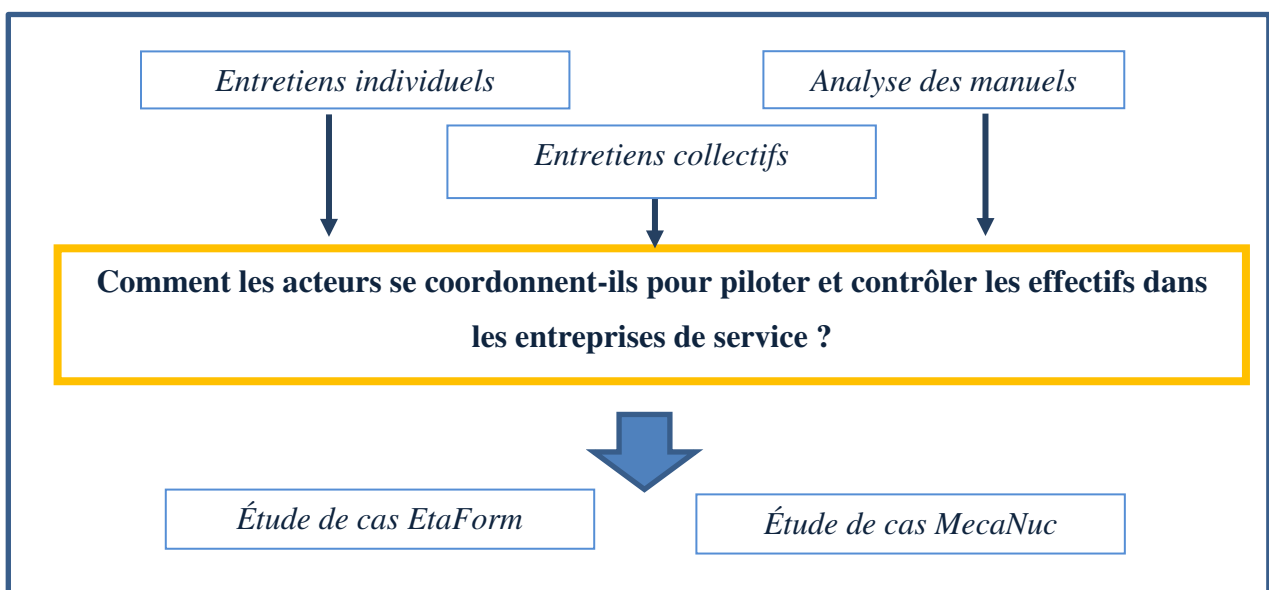 Entretiens individuels
Analyse des manuels
Entretiens collectifs
Comment les acteurs se coordonnent-ils pour piloter et contrôler les effectifs dans
les entreprises de service ?
Étude de cas EtaForm
Étude de cas MecaNuc